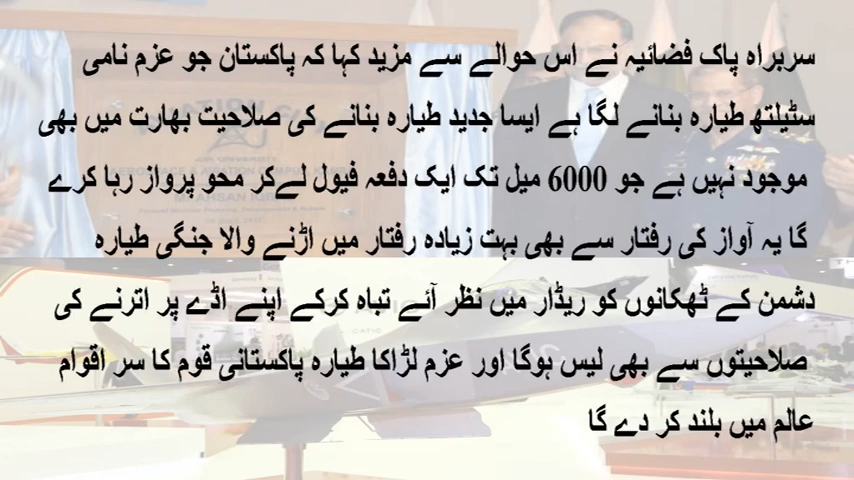 سربراہ پاک فضائیہ نے اس حوالے سے مزید کہا کہ پاکستان جو عزم نامی
سٹیلتھ طیارہ بنانے لگا ہے ایسا جدید طیارہ بنانے کی صلاحیت بھارت میں بھی
موجود نہیں ہے جو 6000 میل تک ایک دفعہ فیول لےکر محو پرواز رہا کرے
گا یہ آواز کی رفتار سے بھی بہت زیادہ رفتار میں اڑنے والا جنگی طیارہ
دشمن کے ٹھکانوں کو ریڈار میں نظر آئے تباہ کرکے اپنے اڈے پر اترنے کی
صلاحیتوں سے بھی لیس ہوگا اور عزم لڑاکا طیارہ پاکستانی قوم کا سر اقوام
عالم میں بلند کر دے گا